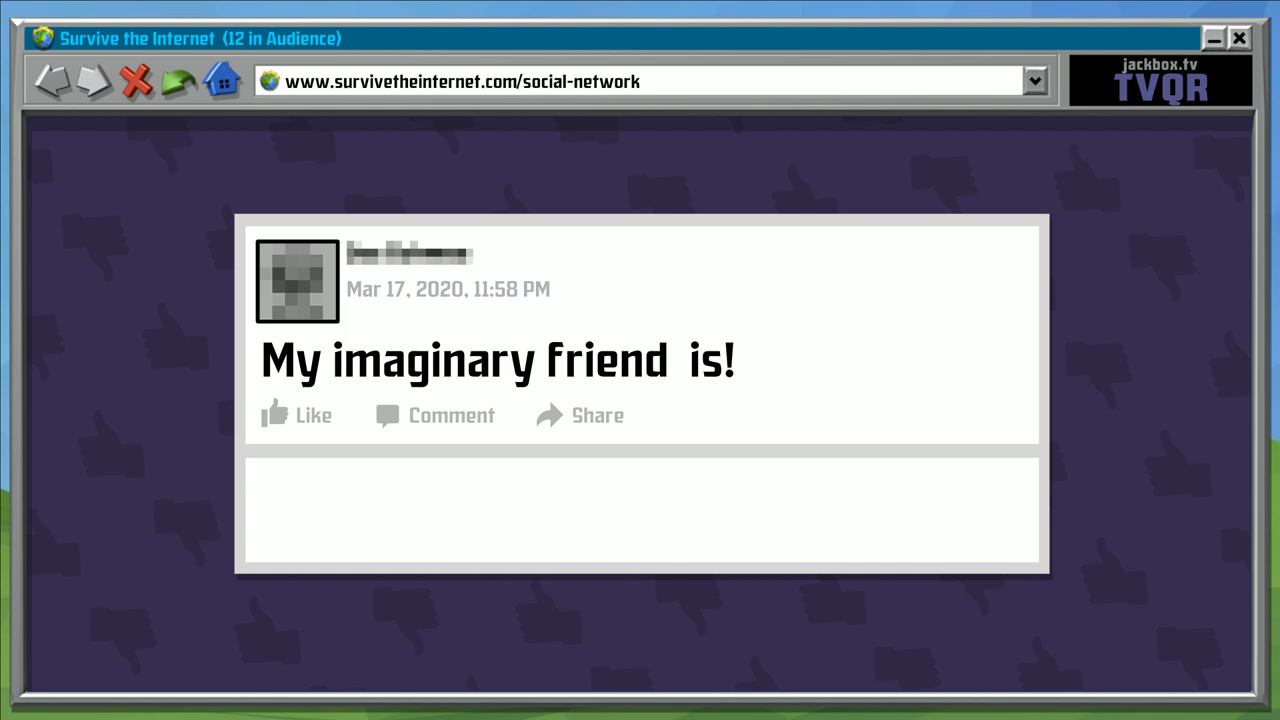 Survive the Internet (12 in Audience)
www.survivetheinternet.com/social-network
jackbox.tv
TVQR
Mar 17, 2020, 11:58 PM
My imaginary friend  is!
Like Comment Share